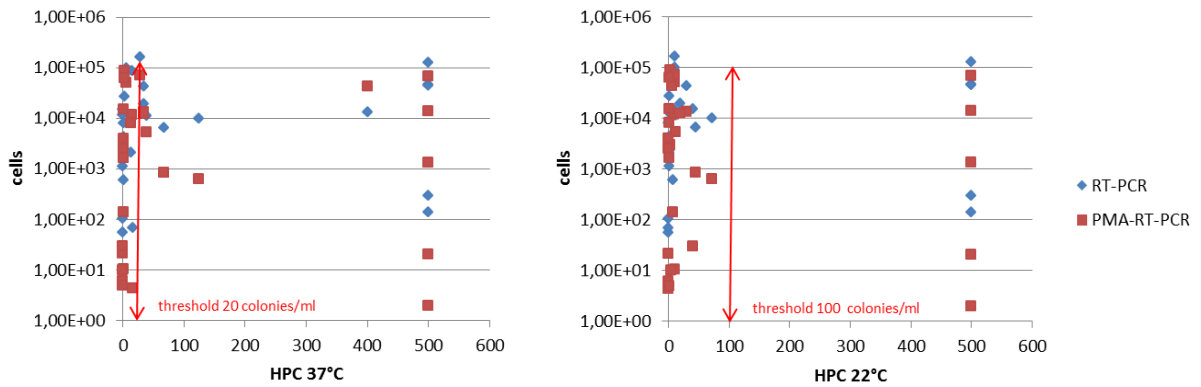 1,00E+06
1,00E+05
1,00E+04
1,00E+03
1,00E+02
1,00E+01
1,00E+00
cells
threshold 20 colonies/ml
0 100 200 300 400 500 600
HPC 37°C
1,00E+06
1,00E+05
1,00E+04
1,00E+03
1,00E+02
1,00E+01
1,00E+00
cells
threshold 100 colonies/ml
0 100 200 300 400 500 600
HPC 22°C
RT-PCR
PMA-RT-PCR